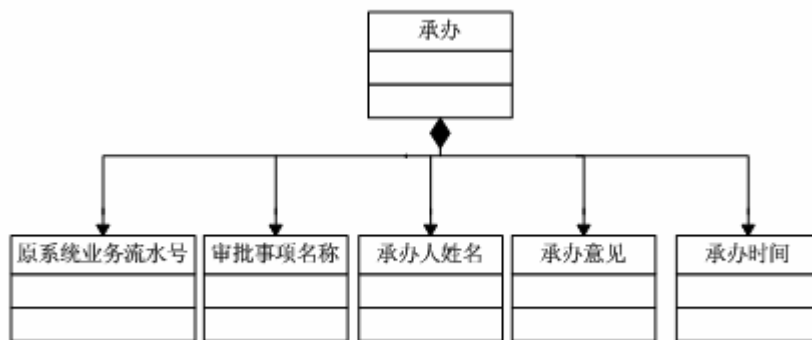 承办
原系统业务流水号
审批事项名称
承办人姓名
承办意见
承办时间